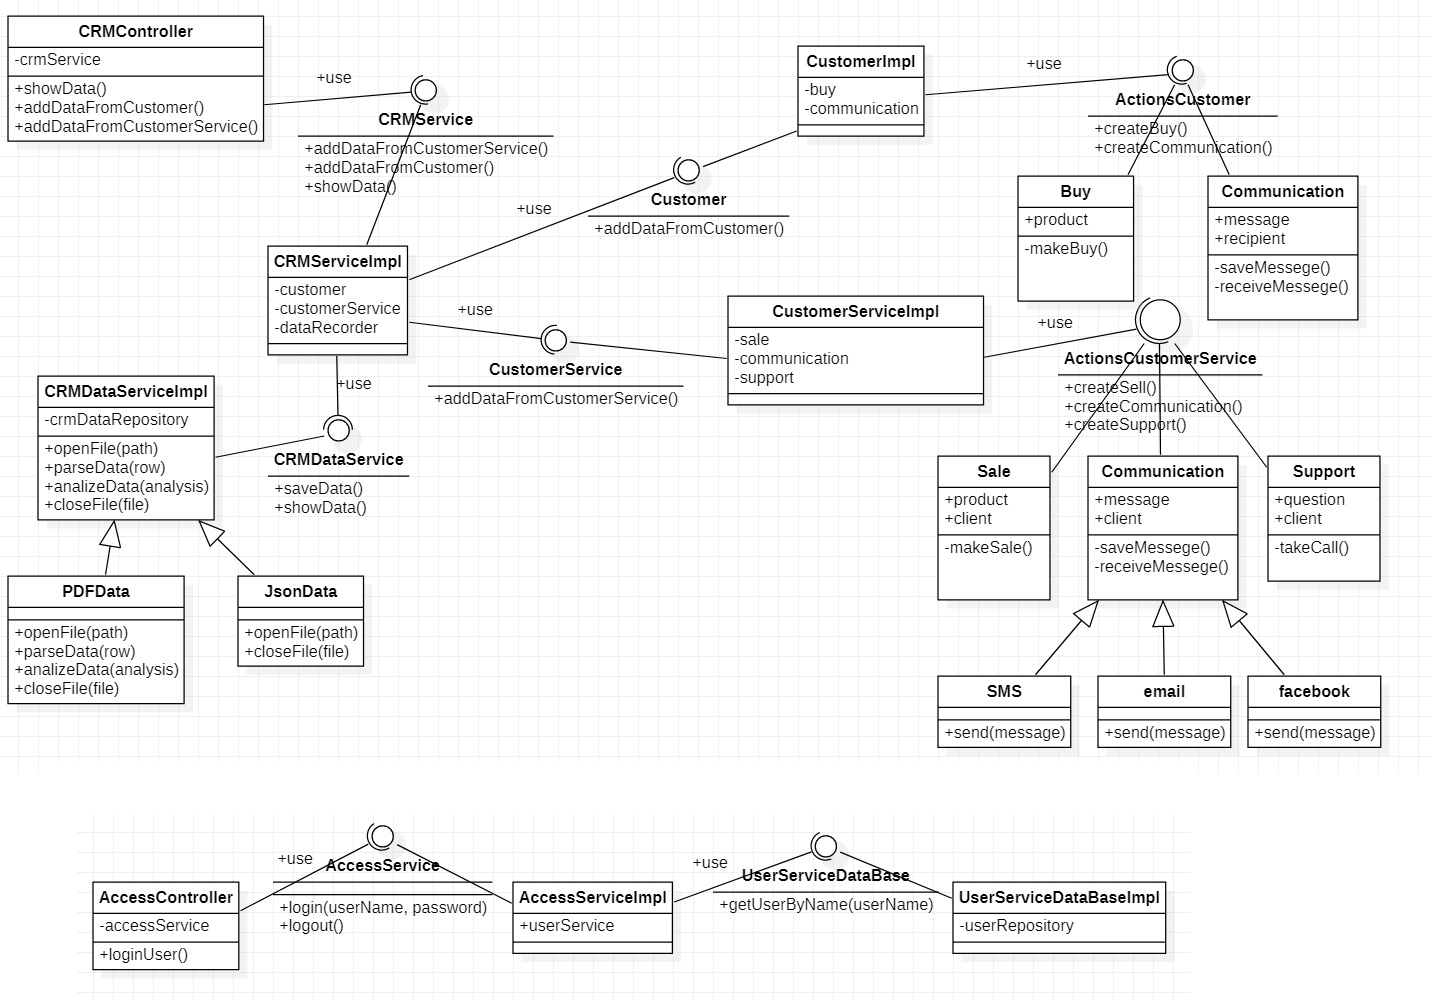 CRMController
-crmService
+showData()
+addDataFromCustomer()
+addDataFromCustomerService()
+use
CRMService
+addDataFromCustomerService()
+addDataFromCustomer()
+showData()
CustomerImpl
-buy
-communication
+use
ActionsCustomer
+createBuy()
+createCommunication()
+use
Customer
+addDataFromCustomer()
Buy
+product
-makeBuy()
Communication
+message
+recipient
-saveMessege()
-receiveMessege()
CRMServiceImpl
-customer
-customerService
-dataRecorder
+use
CustomerService
+addDataFromCustomerService()
CustomerServiceImpl
-sale
-communication
-support
+use
ActionsCustomerService
+createSell()
+createCommunication()
+createSupport()
+use
CRMDataServiceImpl
-crmDataRepository
+openFile(path)
+parseData(row)
+analizeData(analysis)
+closeFile(file)
CRMDataService
+saveData()
+showData()
Sale
+product
+client
-makeSale()
Communication
+message
+client
-saveMessege()
-receiveMessege()
Support
+question
+client
-takeCall()
PDFData
+openFile(path)
+parseData(row)
+analizeData(analysis)
+closeFile(file)
JsonData
+openFile(path)
+closeFile(file)
SMS
+send(message)
email
+send(message)
facebook
+send(message)
+use
AccessService
+login(userName, password)
+logout()
+use
UserServiceDataBase
+getUserByName(userName)
AccessController
-accessService
+loginUser()
AccessServiceImpl
+userService
UserServiceDataBaseImpl
-userRepository